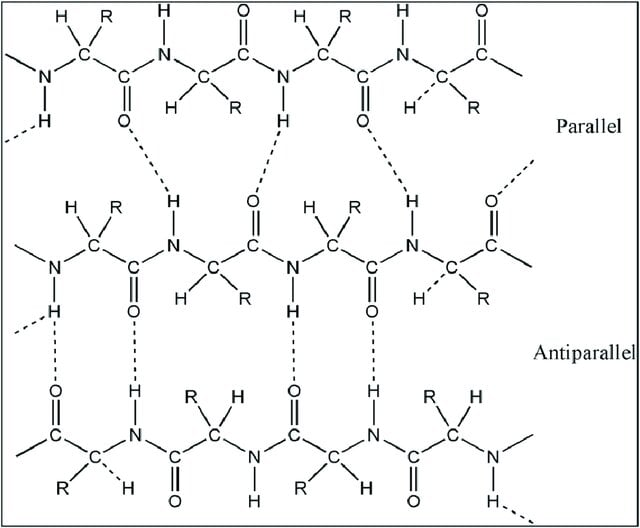 H R H O H R H O
C N C C N C
N C C N C C
H O H R H O H R
Parallel
H R H O H R H O
C N C C N C
N C C N C C
H O H R H O H R
Antiparallel
O H R H O H R H
C N C C N C
C C N C C N
R H O H R H O H